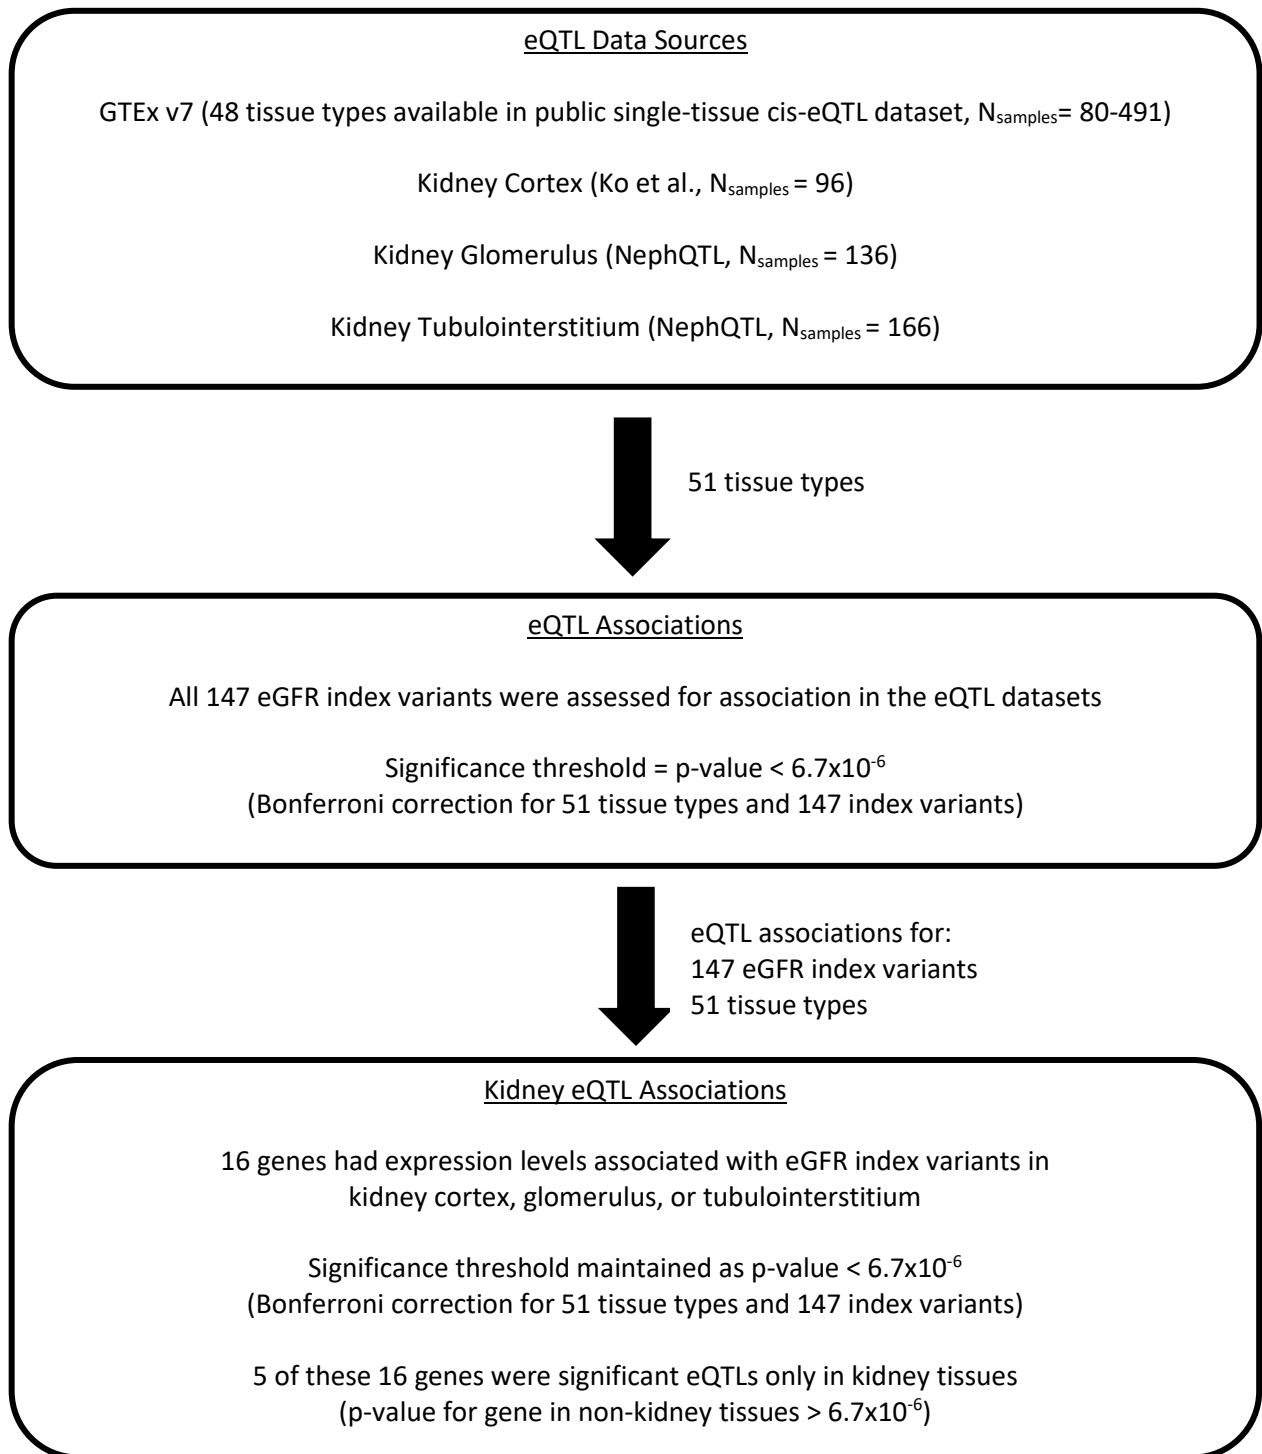 eQTL Data Sources
GTEx v7 (48 tissue types available in public single-tissue cis-eQTL dataset, Nsamples= 80-491)
Kidney Cortex (Ko et al., Nsamples = 96)
Kidney Glomerulus (NephQTL, Nsamples = 136)
Kidney Tubulointerstitium (NephQTL, Nsamples = 166)
51 tissue types
eQTL Associations
All 147 eGFR index variants were assessed for association in the eQTL datasets
Significance threshold = p-value < 6.7x10-6
(Bonferroni correction for 51 tissue types and 147 index variants)
eQTL associations for:
147 eGFR index variants
51 tissue types
Kidney eQTL Associations
16 genes had expression levels associated with eGFR index variants in
kidney cortex, glomerulus, or tubulointerstitium
Significance threshold maintained as p-value < 6.7x10-6
(Bonferroni correction for 51 tissue types and 147 index variants)
5 of these 16 genes were significant eQTLs only in kidney tissues
(p-value for gene in non-kidney tissues > 6.7x10-6)